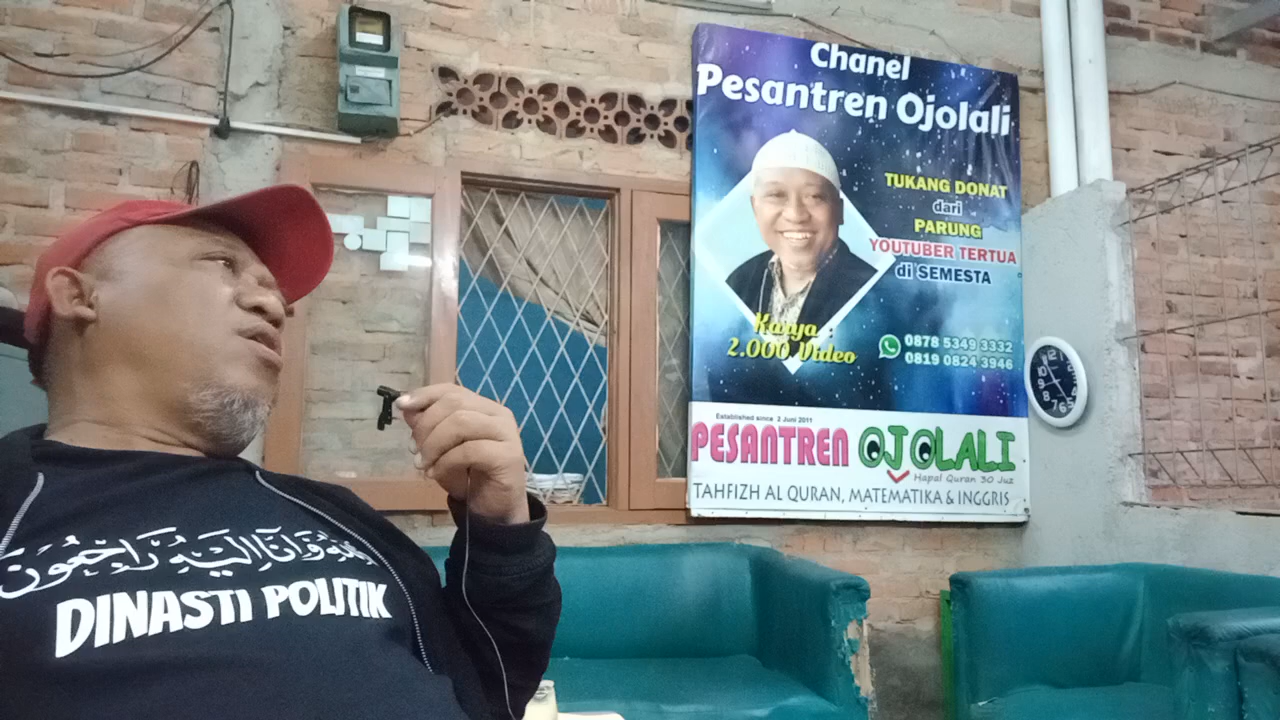 Chanel
Pesantren Ojolali
TUKANG DONAT
dari
PARUNG
YOUTUBER TERTUA
di SEMESTA
Karya :
2.000 Video
0878 5349 3332
0819 0824 3946
Established since 2 Juni 2011
PESANTREN OJOLALI
Hapal Quran 30 Juz
TAHFIZH AL QURAN, MATEMATIKA & INGGRIS
وَإِنَّا إِلَيْهِ رَاجِعُونَ
DINASTI POLITIK